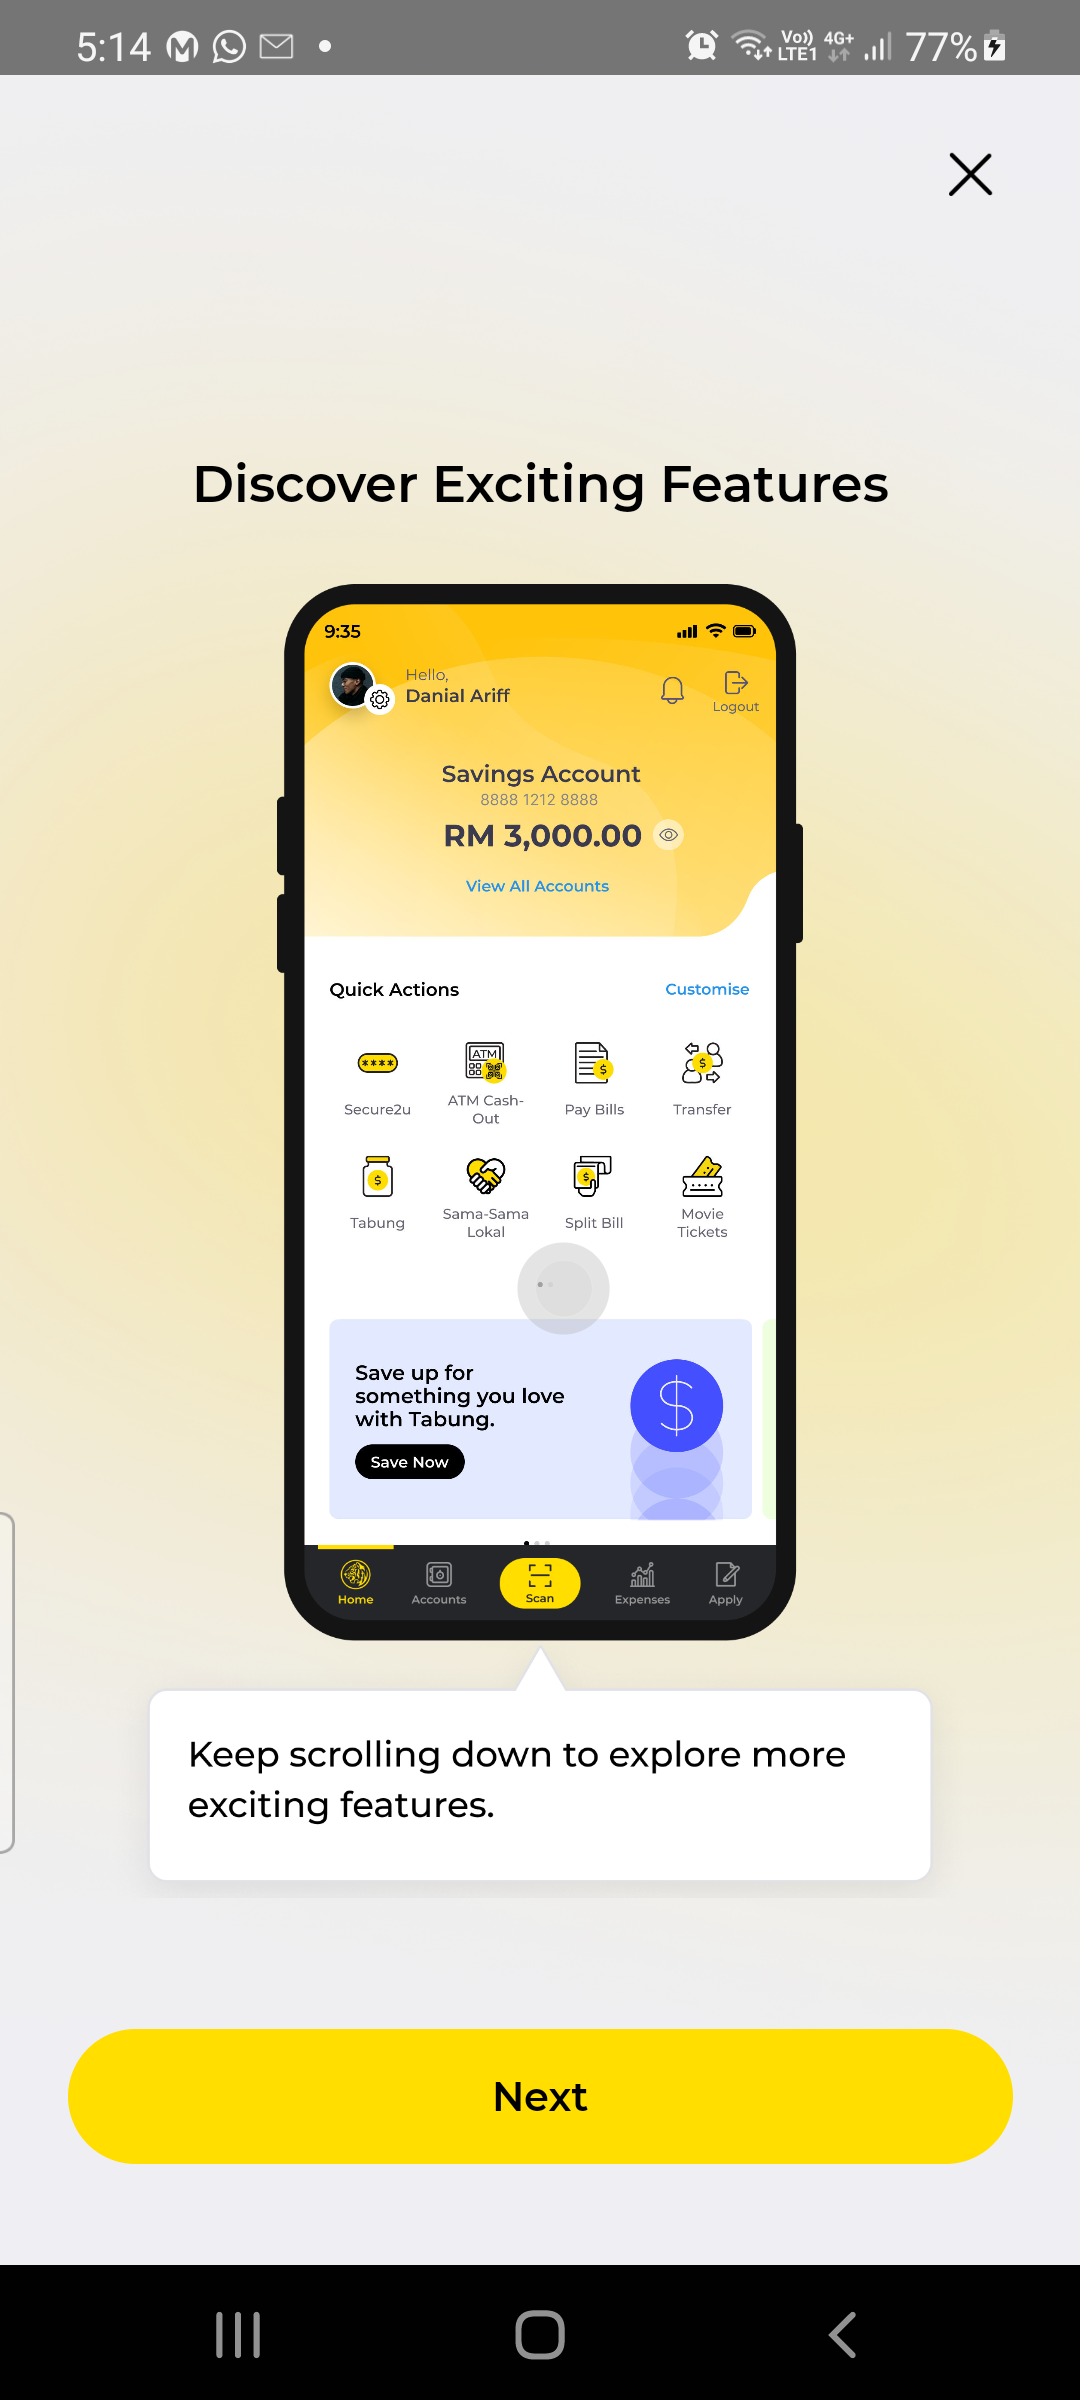 5:14
Vo)) LTE1 4G+ 77%
Discover Exciting Features
9:35
Hello,
Danial Ariff
Logout
Savings Account
8888 1212 8888
RM 3,000.00
View All Accounts
Quick Actions
Customise
Secure2u
ATM
ATM Cash-
Out
Pay Bills
Transfer
Tabung
Sama-Sama
Lokal
Split Bill
Movie
Tickets
Save up for
something you love
with Tabung.
Save Now
Home
Accounts
Scan
Expenses
Apply
Keep scrolling down to explore more
exciting features.
Next